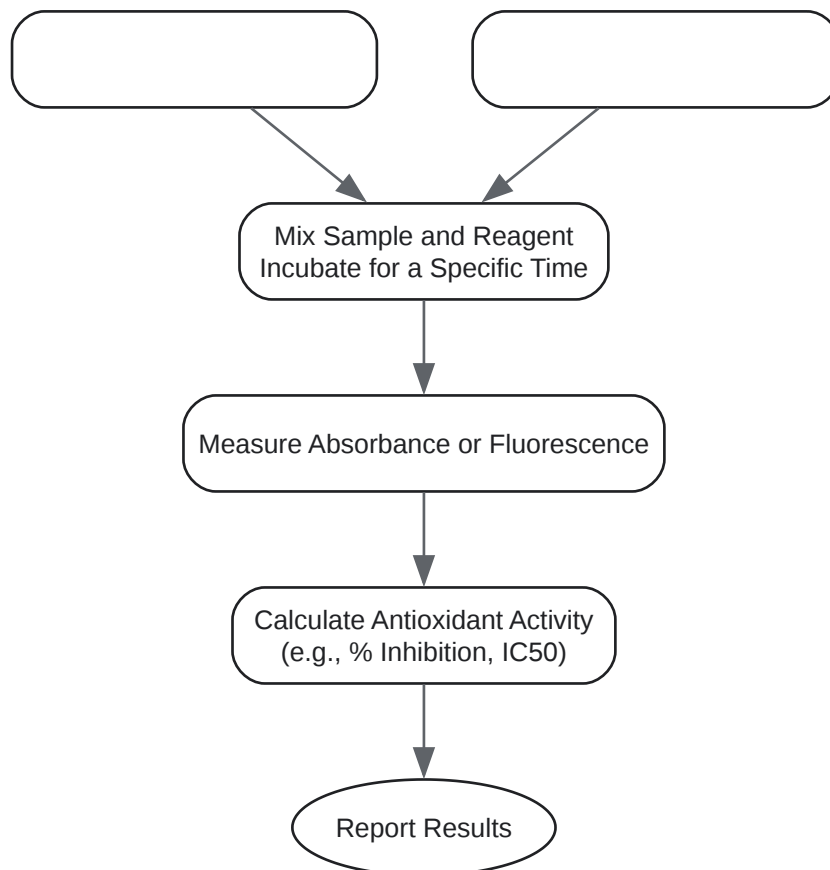 Mix Sample and Reagent
Incubate for a Specific Time
Measure Absorbance or Fluorescence
Calculate Antioxidant Activity
(e.g., % Inhibition, IC50)
Report Results